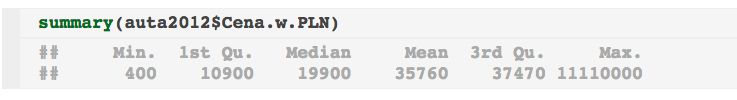 summary(auta2012$Cena.w.PLN)
## Min. 1st Qu. Median Mean 3rd Qu. Max.
## 400 10900 19900 35760 37470 11110000